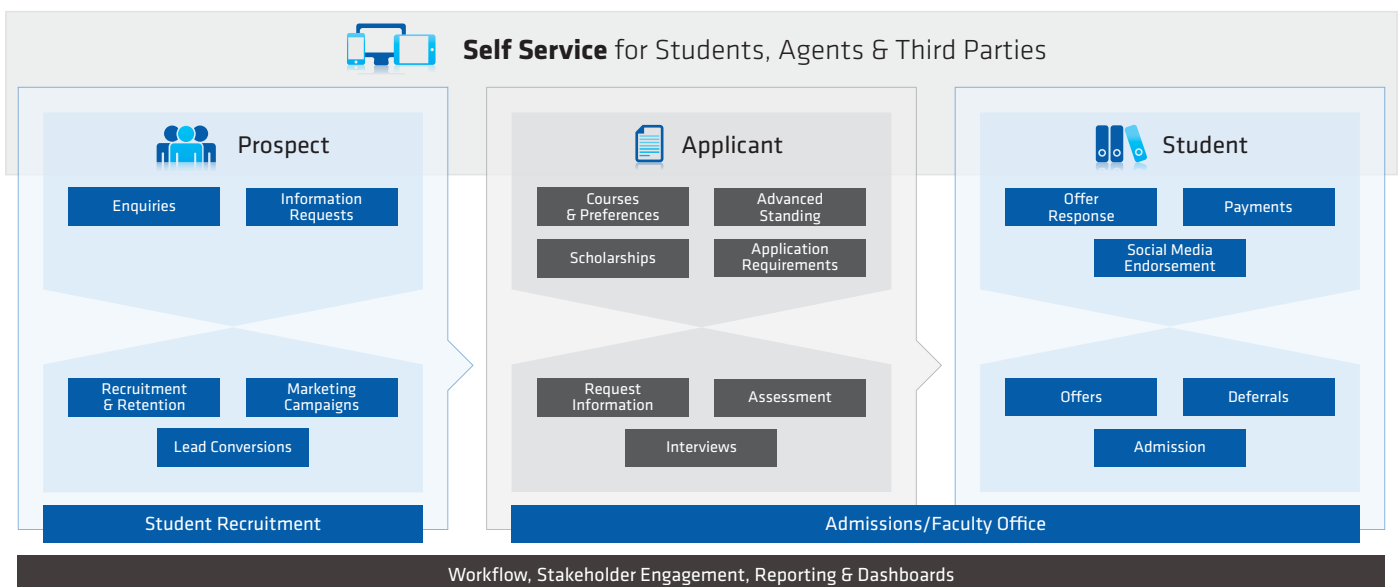 Self Service for Students, Agents & Third Parties
Prospect
Enquiries
Information
Requests
Recruitment
& Retention
Marketing
Campaigns
Lead Conversions
Student Recruitment
Applicant
Courses
& Preferences
Advanced
Standing
Scholarships
Application
Requirements
Request
Information
Assessment
Interviews
Student
Offer
Response
Payments
Social Media
Endorsement
Offers
Deferrals
Admission
Admissions/Faculty Office
Workflow, Stakeholder Engagement, Reporting & Dashboards